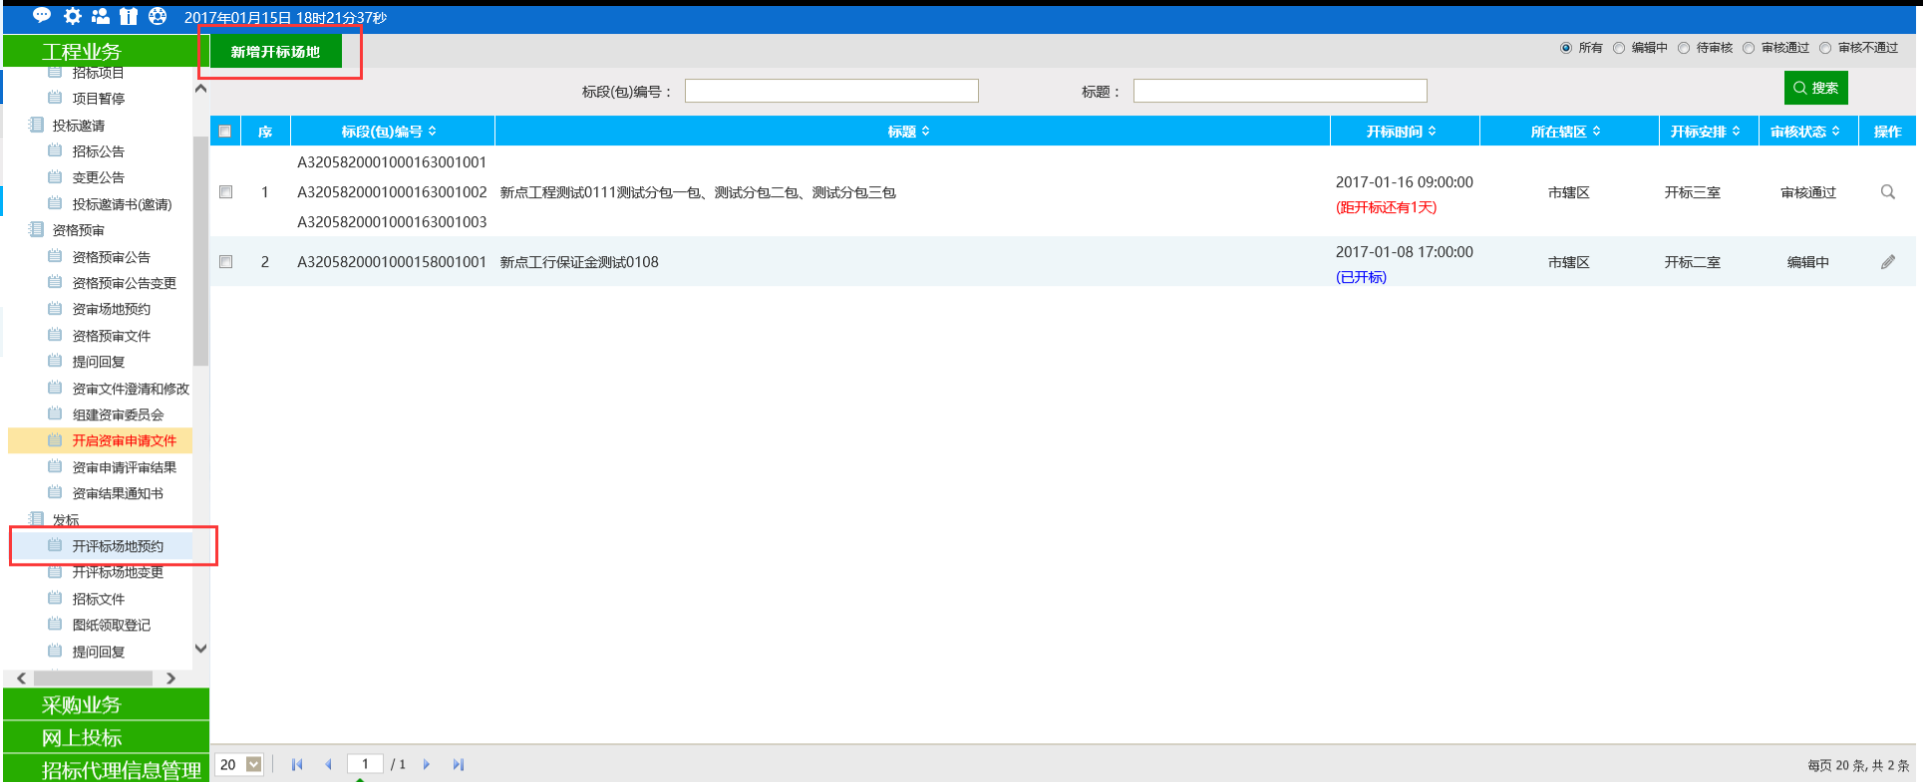 2017年01月15日 18时21分37秒
工程业务
招标项目
项目暂停
投标邀请
招标公告
变更公告
投标邀请书(邀请)
资格预审
资格预审公告
资格预审公告变更
资审场地预约
资格预审文件
提问回复
资审文件澄清和修改
组建资审委员会
开启资审申请文件
资审申请评审结果
资审结果通知书
发标
开评标场地预约
开评标场地变更
招标文件
图纸领取登记
提问回复
采购业务
网上投标
招标代理信息管理
新增开标场地
所有 编辑中 待审核 审核通过 审核不通过
标段(包)编号： 标题： 搜索
序 标段(包)编号 标题 开标时间 所在辖区 开标安排 审核状态 操作
A3205820001000163001001
1 A3205820001000163001002 新点工程测试0111测试分包一包、测试分包二包、测试分包三包 2017-01-16 09:00:00 市辖区 开标三室 审核通过
(距开标还有1天)
A3205820001000163001003
2 A3205820001000158001001 新点工行保证金测试0108 2017-01-08 17:00:00 市辖区 开标二室 编辑中
(已开标)
20 1 / 1 每页 20 条, 共 2 条